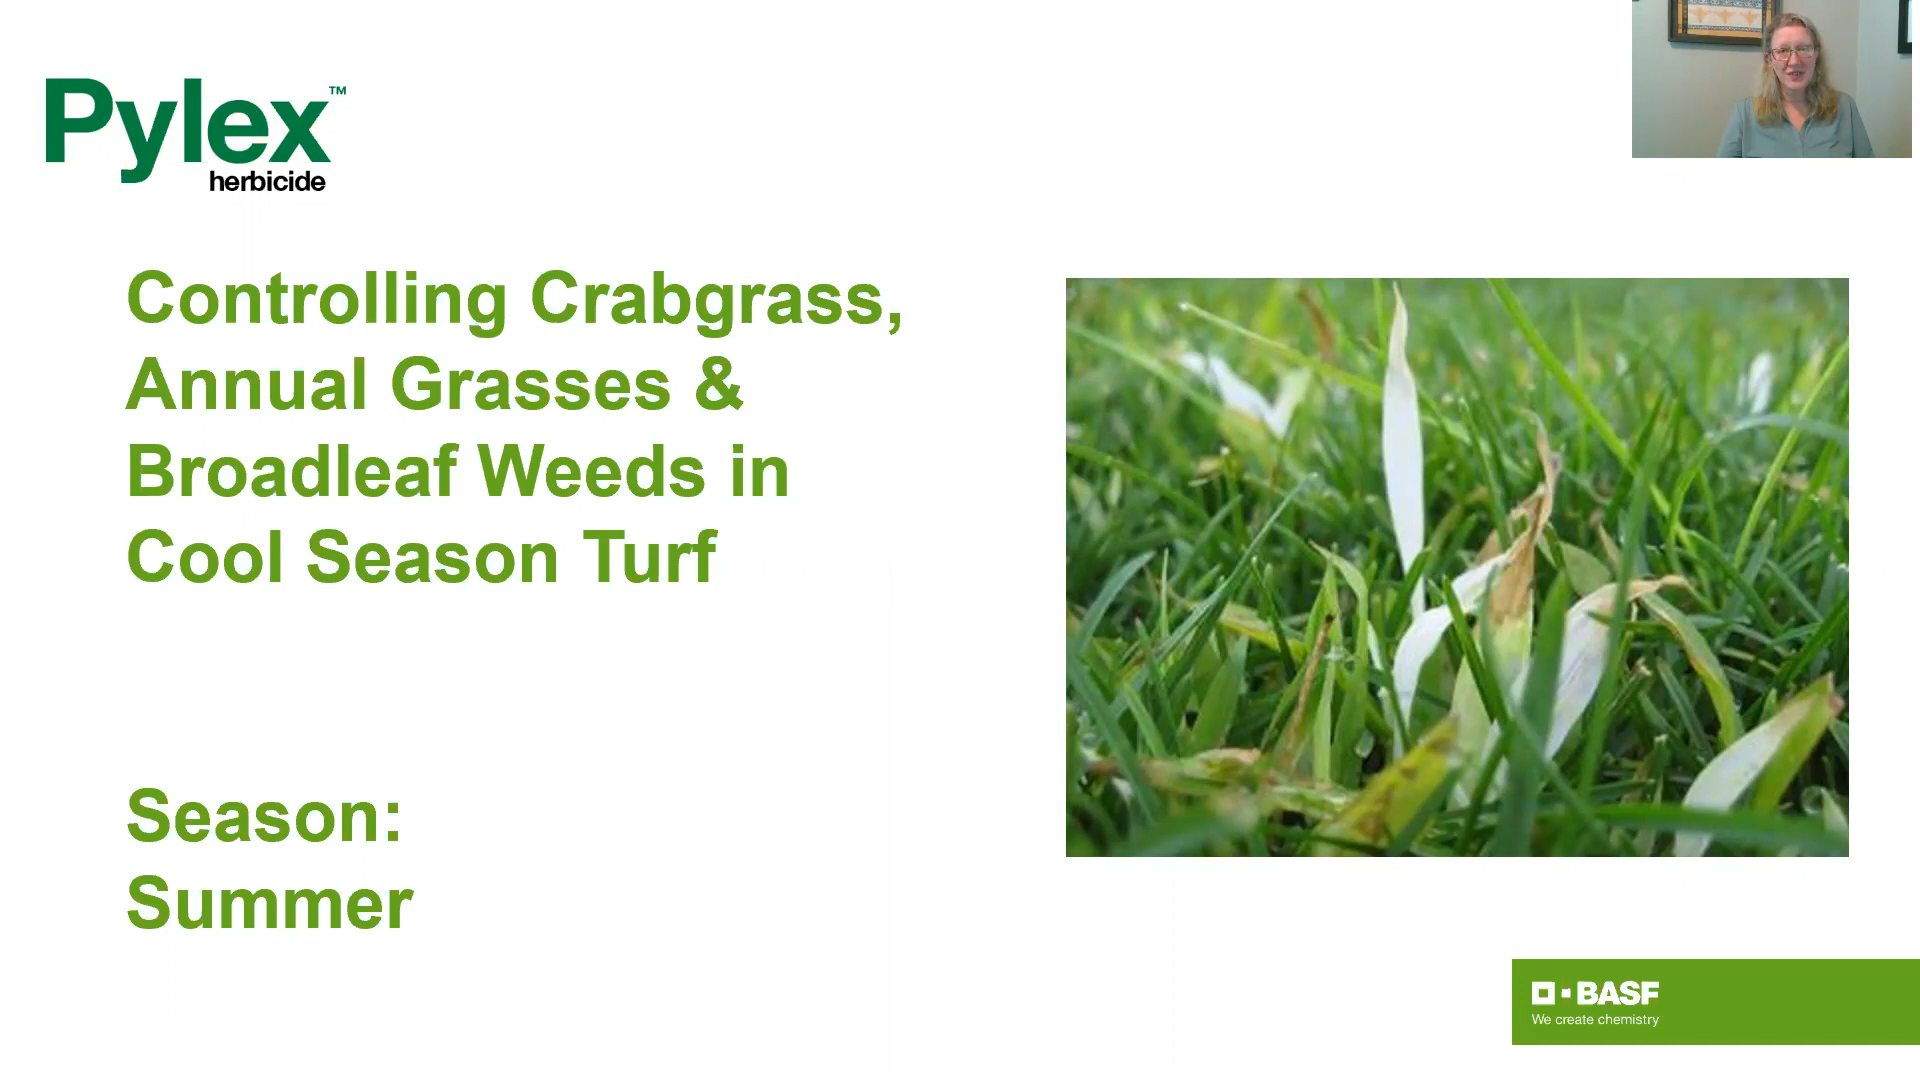 Pylex™
herbicide
Controlling Crabgrass,
Annual Grasses &
Broadleaf Weeds in
Cool Season Turf
Season:
Summer
BASF
We create chemistry